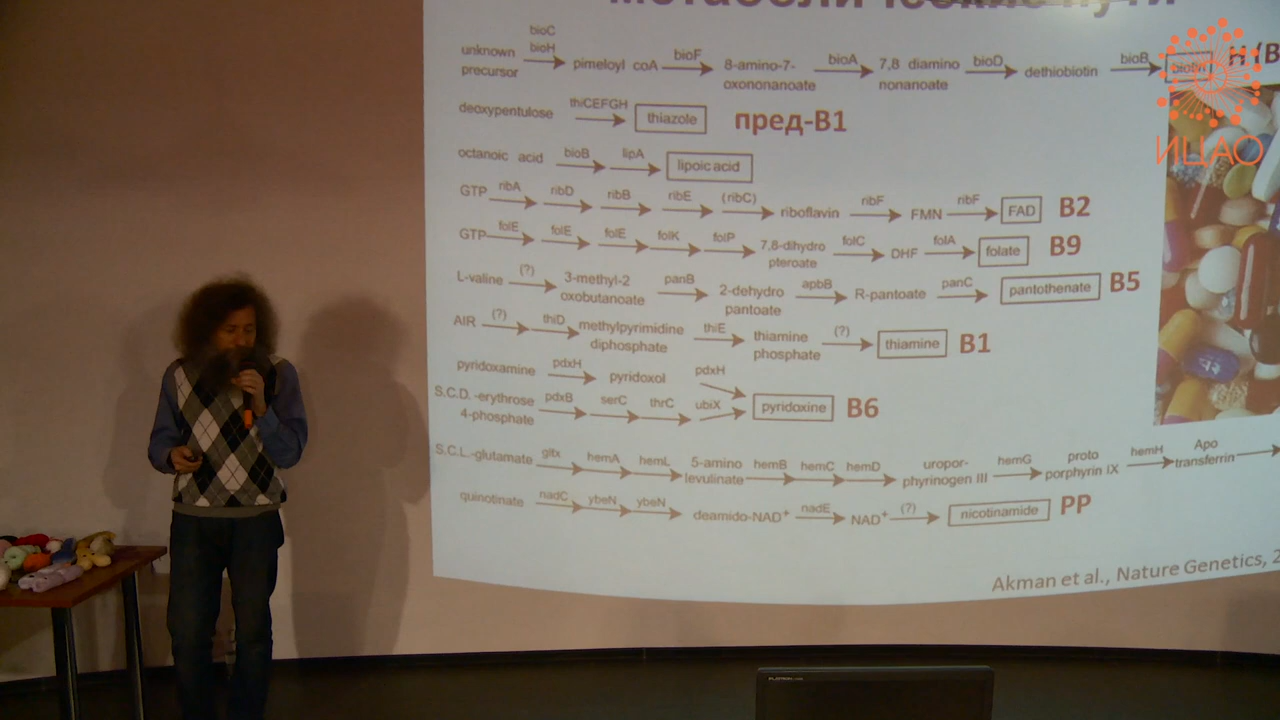 метаболические пути
bioC
unknown bioH bioF 8-amino-7- bioA 7,8 diamino bioD bioB biotin Н (В
precursor pimeloyl coA oxononanoate nonanoate dethiobiotin
deoxypentulose thiCEFGH thiazole пред-В1
octanoic acid bioB lipA lipoic acid
GTP ribA ribD ribB ribE (ribC) riboflavin ribF FMN ribF FAD B2
GTP folE folE folE folK folP 7,8-dihydro pteroate folC DHF folA folate B9
L-valine (?) 3-methyl-2 panB 2-dehydro apbB R-pantoate panC pantothenate B5
oxobutanoate pantoate
AIR (?) thiD methylpyrimidine thiE thiamine (?) thiamine B1
diphosphate phosphate
pyridoxamine pdxH pyridoxol pdxH
S.C.D.-erythrose pdxB serC thrC ubiX pyridoxine B6
4-phosphate
S.C.L.-glutamate gltx hemA hemL 5-amino hemB hemC hemD uropor- hemG proto hemH Apo
levulinate phyrinogen III porphyrin IX transferrin
quinotinate nadC ybeN ybeN deamido-NAD+ nadE NAD+ (?) nicotinamide PP
Akman et al., Nature Genetics, 2
ИЦАО